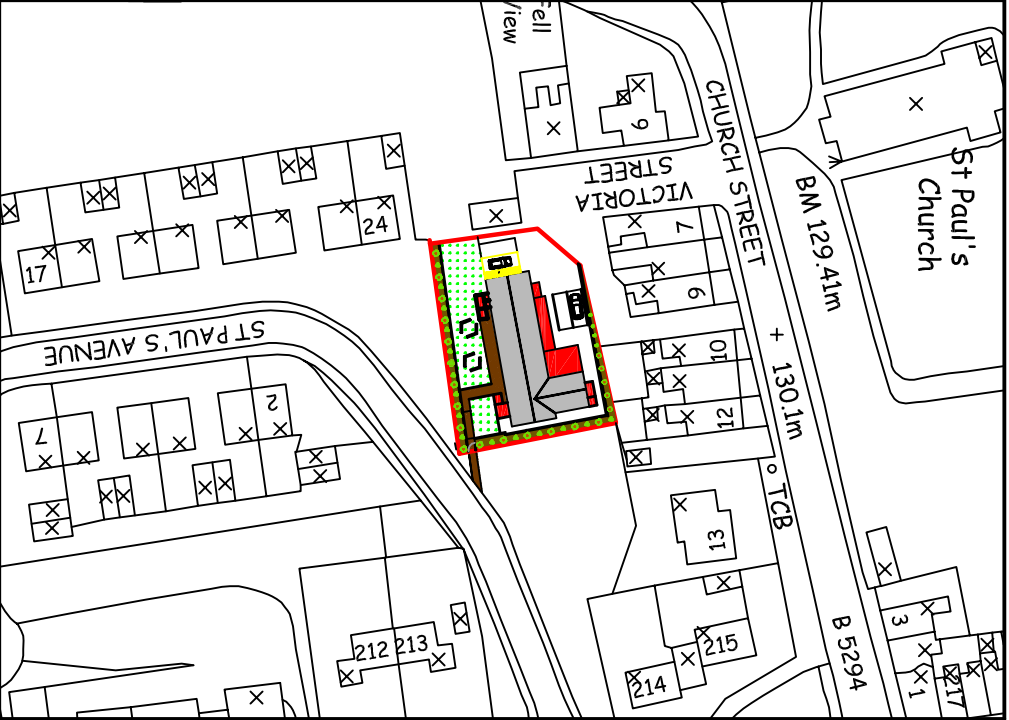 Fell
View
9
CHURCH STREET
St Paul's
Church
VICTORIA
STREET
BM 129.41m
7
9
24
17
ST PAUL'S AVENUE
10
130.1m
12
2
7
TCB
13
3
B 5294
212 213
215
214
1
217